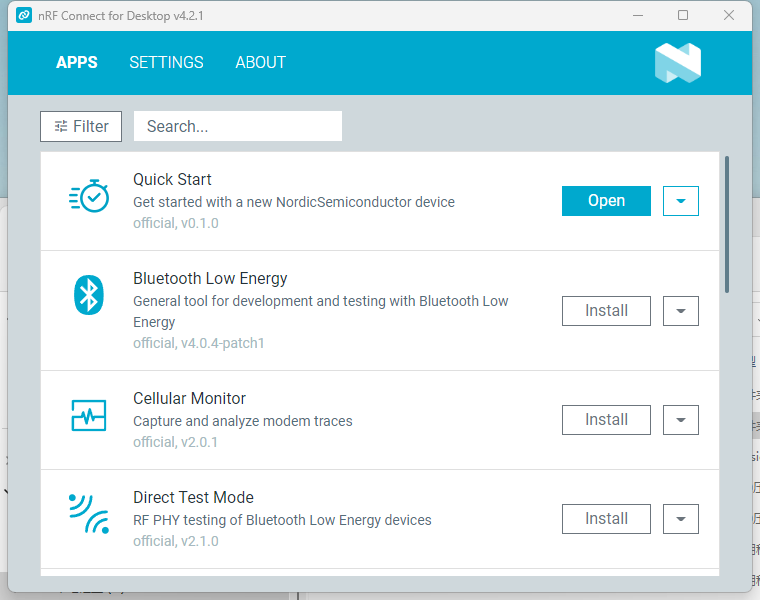 nRF Connect for Desktop v4.2.1
APPS SETTINGS ABOUT
Filter Search...
Quick Start
Get started with a new NordicSemiconductor device
official, v0.1.0
Open
Bluetooth Low Energy
General tool for development and testing with Bluetooth Low
Energy
official, v4.0.4-patch1
Install
Cellular Monitor
Capture and analyze modem traces
official, v2.0.1
Install
Direct Test Mode
RF PHY testing of Bluetooth Low Energy devices
official, v2.1.0
Install